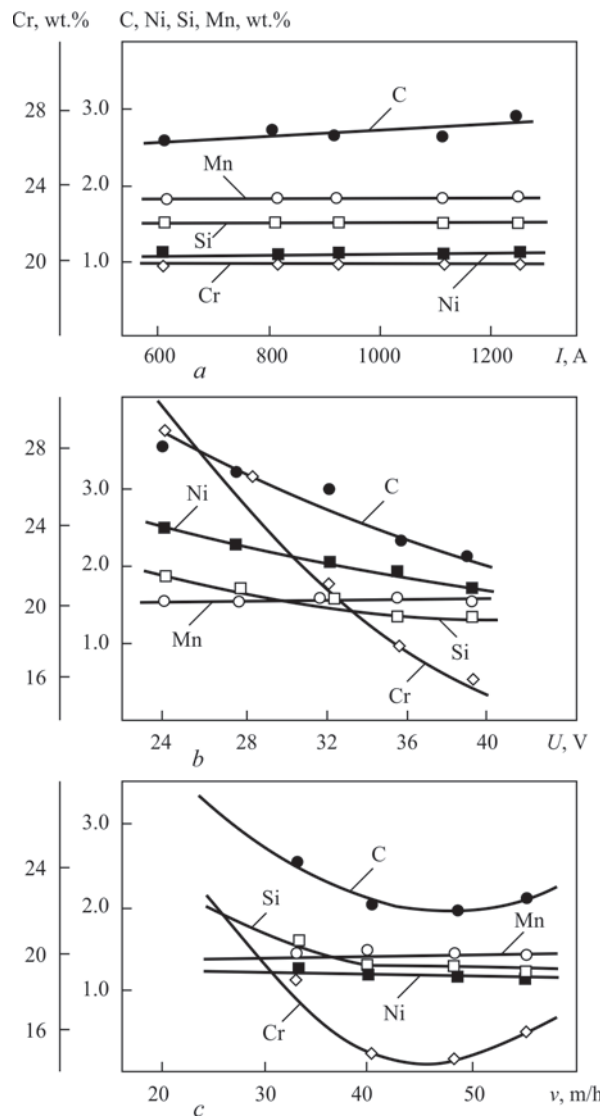 Cr, wt.% C, Ni, Si, Mn, wt.%
28 3.0 C
Mn
24 2.0
Si
20 1.0
Cr Ni
600 800 1000 1200 I, A
a
28
3.0 Ni C
24
2.0
20
Mn Si
1.0
16 Cr
24 28 32 36 40 U, V
b
3.0
24 C
Si
2.0 Mn
20
1.0 Ni
Cr
16
20 30 40 50 v, m/h
c